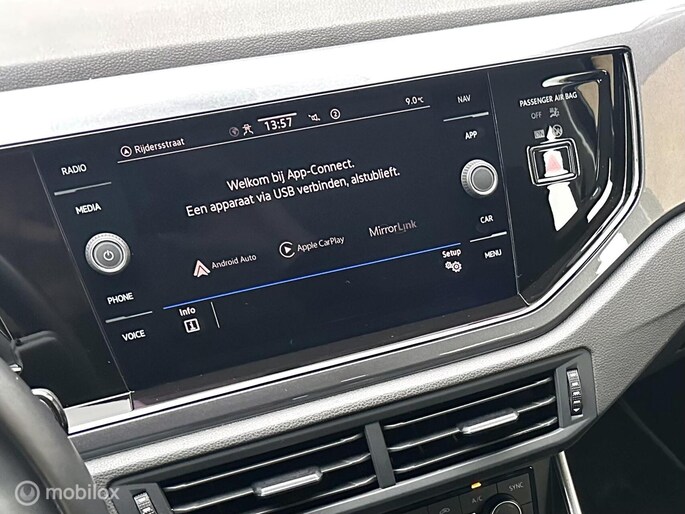 13:57
2
9.0°C
NAV
PASSENGER AIR BAG
OFF
RADIO
Rijdersstraat
APP
Welkom bij App-Connect.
MEDIA
Een apparaat via USB verbinden, alstublieft.
Android Auto
Apple CarPlay
MirrorLink
CAR
PHONE
Setup
MENU
Info
VOICE
A/C
SYNC
mobilox